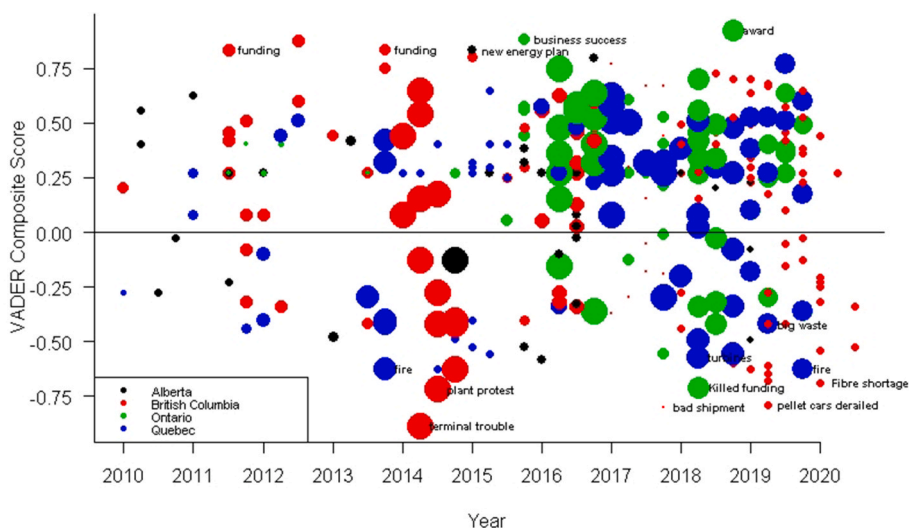 award
business success
funding
funding
new energy plan
0.75
0.50
0.25
0.00
-0.25
-0.50
-0.75
VADER Composite Score
big waste
fire
turbines
fire
plant protest
Killed funding
Fibre shortage
bad shipment
pellet cars derailed
terminal trouble
Alberta
British Columbia
Ontario
Quebec
2010 2011 2012 2013 2014 2015 2016 2017 2018 2019 2020
Year